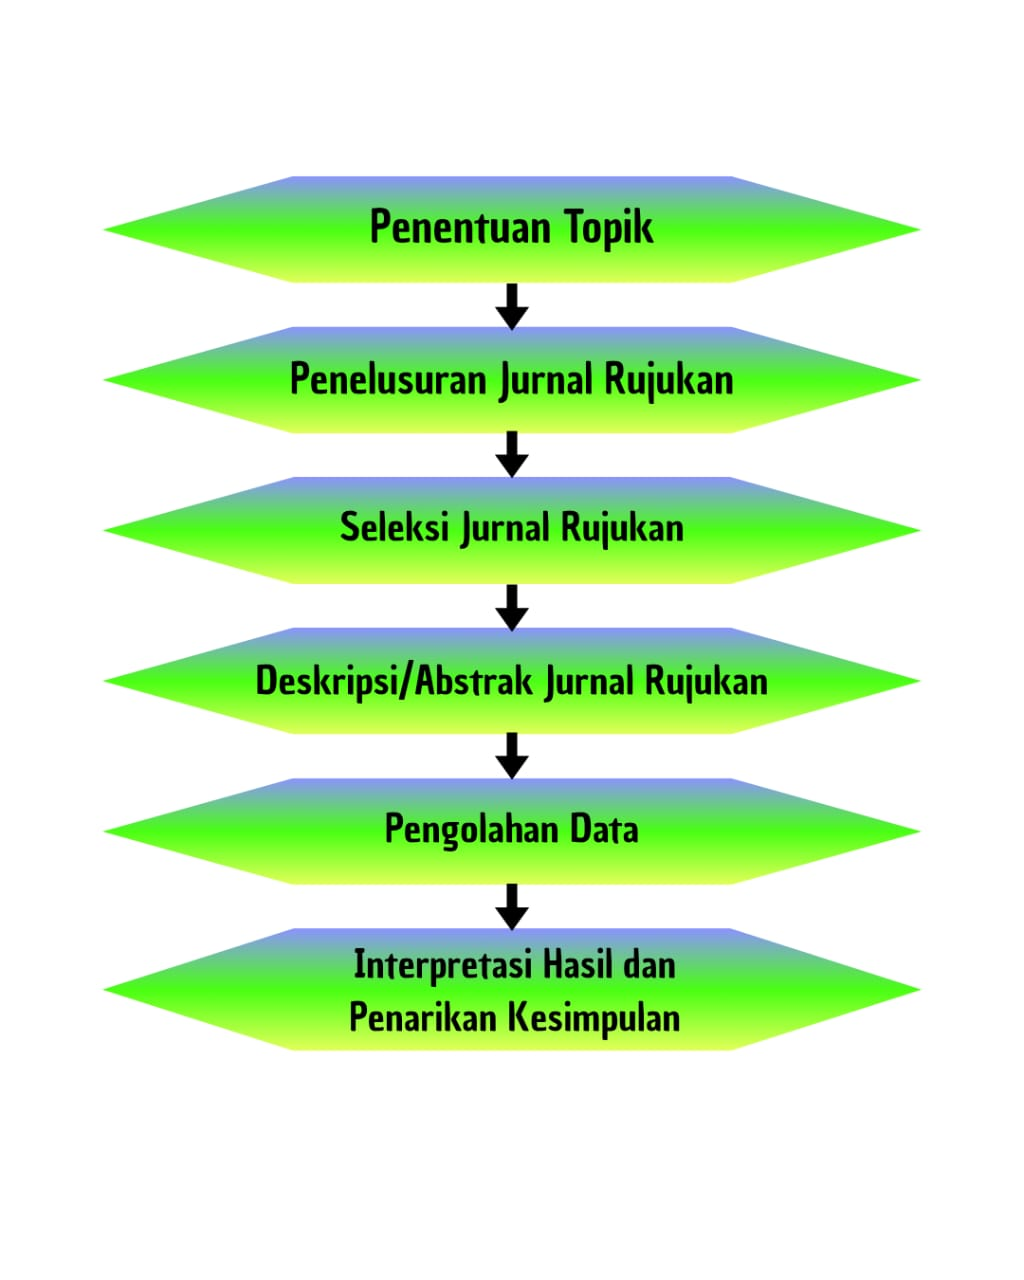 Penentuan Topik
Penelusuran Jurnal Rujukan
Seleksi Jurnal Rujukan
Deskripsi/Abstrak Jurnal Rujukan
Pengolahan Data
Interpretasi Hasil dan
Penarikan Kesimpulan